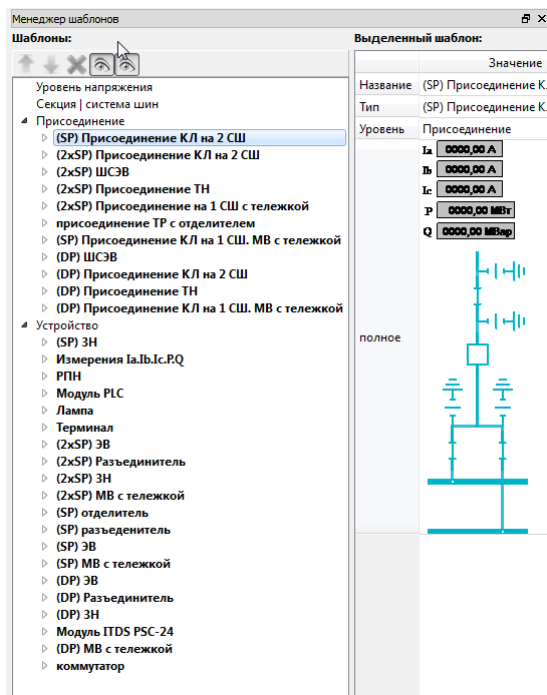 Менеджер шаблонов
Шаблоны:
Уровень напряжения
Секция | система шин
Присоединение
(SP) Присоединение КЛ на 2 СШ
(2xSP) Присоединение КЛ на 2 СШ
(2xSP) ШСЭВ
(2xSP) Присоединение ТН
(2xSP) Присоединение на 1 СШ с тележкой
присоединение ТР с отделителем
(SP) Присоединение КЛ на 1 СШ. МВ с тележкой
(DP) ШСЭВ
(DP) Присоединение КЛ на 2 СШ
(DP) Присоединение ТН
(DP) Присоединение КЛ на 1 СШ. МВ с тележкой
Устройство
(SP) ЗН
Измерения Ia.Ib.Ic.P.Q
РПН
Модуль PLC
Лампа
Терминал
(2xSP) ЭВ
(2xSP) Разъединитель
(2xSP) ЗН
(2xSP) МВ с тележкой
(SP) отделитель
(SP) разъеденитель
(SP) ЭВ
(SP) МВ с тележкой
(DP) ЭВ
(DP) Разъединитель
(DP) ЗН
Модуль ITDS PSC-24
(DP) МВ с тележкой
коммутатор
Выделенный шаблон:
Значение
Название (SP) Присоединение К.
Тип (SP) Присоединение К.
Уровень Присоединение
Ia 0000,00 А
Ib 0000,00 А
Ic 0000,00 А
P 0000,00 МВт
Q 0000,00 МВар
полное